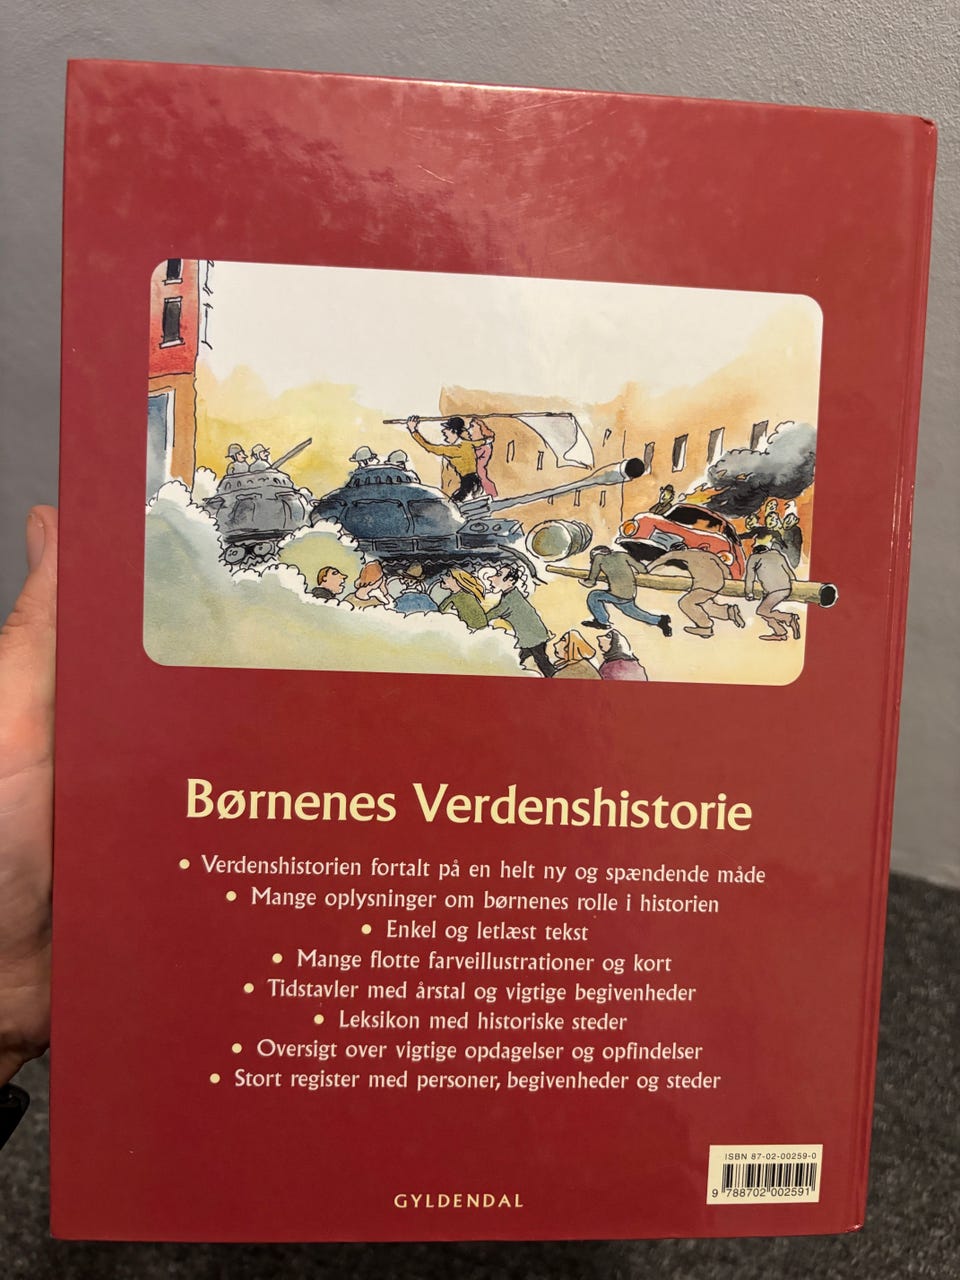 Børnenes Verdenshistorie
• Verdenshistorien fortalt på en helt ny og spændende måde
• Mange oplysninger om børnenes rolle i historien
• Enkel og letlæst tekst
• Mange flotte farveillustrationer og kort
• Tidstavler med årstal og vigtige begivenheder
• Leksikon med historiske steder
• Oversigt over vigtige opdagelser og opfindelser
• Stort register med personer, begivenheder og steder
ISBN 87-02-00259-0
9 788702 002591
GYLDENDAL